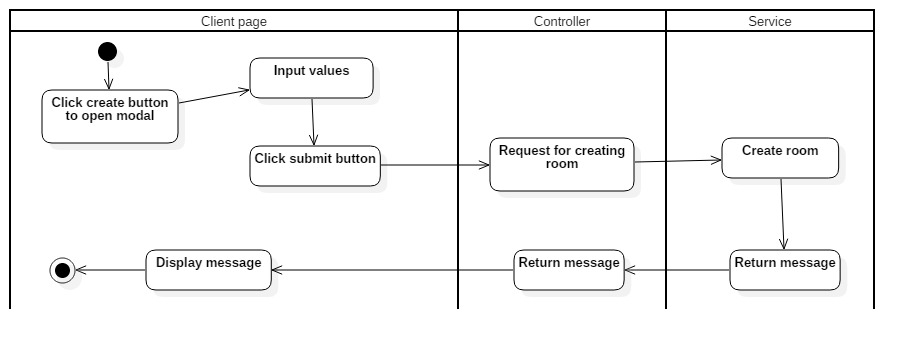 Client page
Controller
Service
Click create button
to open modal
Input values
Click submit button
Request for creating
room
Create room
Display message
Return message
Return message